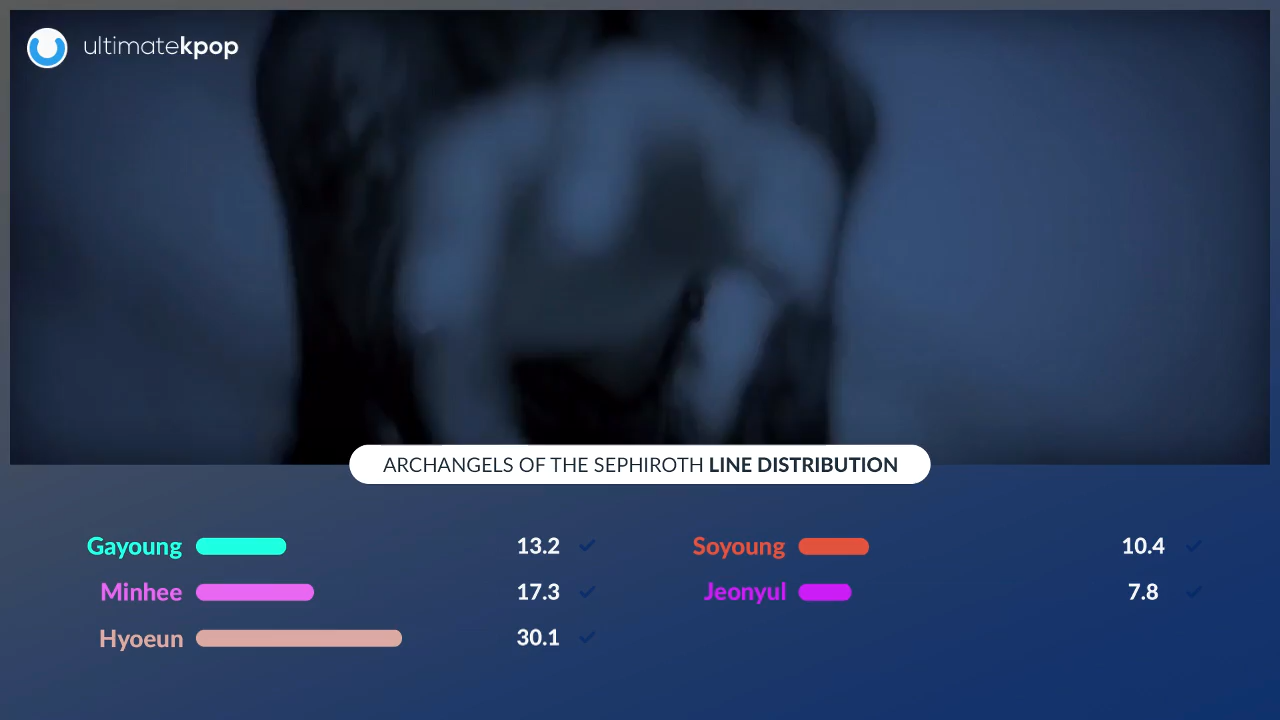 ultimatekpop
ARCHANGELS OF THE SEPHIROTH LINE DISTRIBUTION
Gayoung 13.2
Minhee 17.3
Hyoeun 30.1
Soyoung 10.4
Jeonyul 7.8